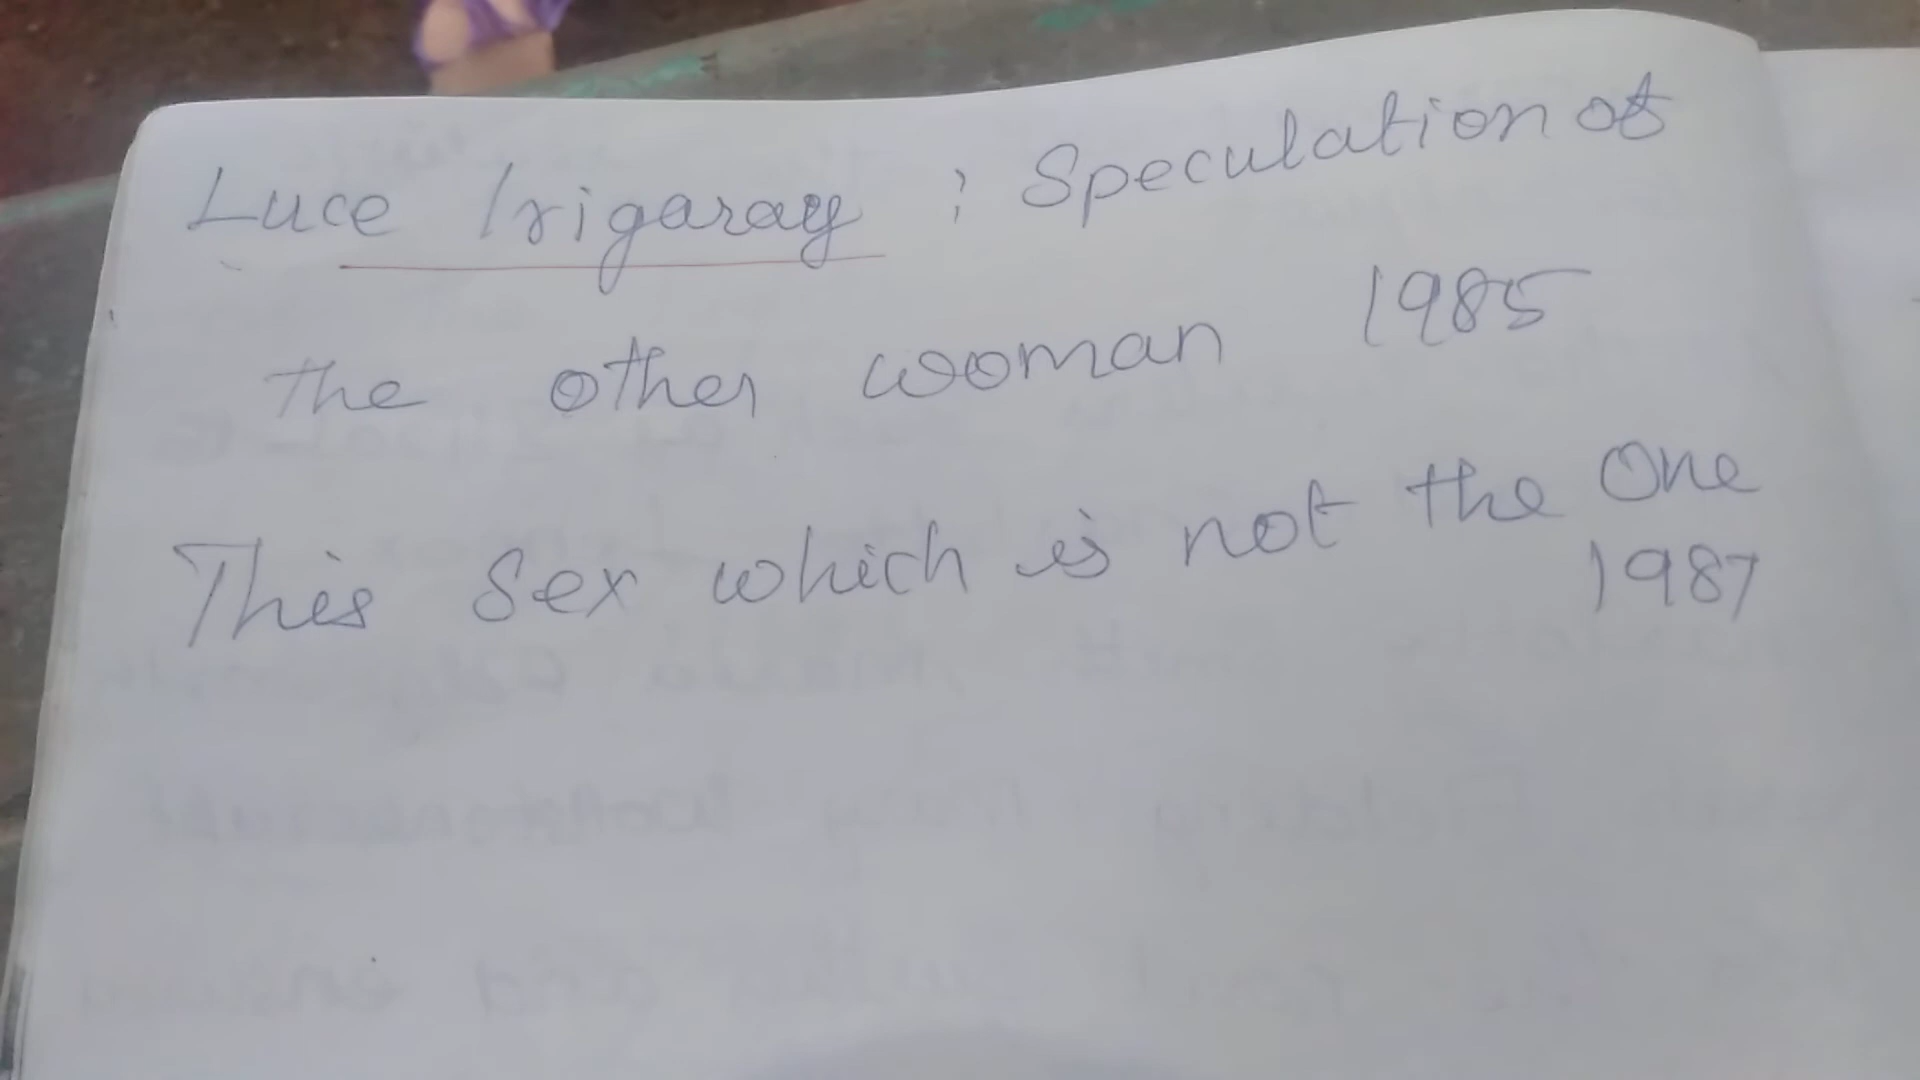 Luce Irigaray : Speculation of
the other woman 1985
This Sex which is not the One
1987